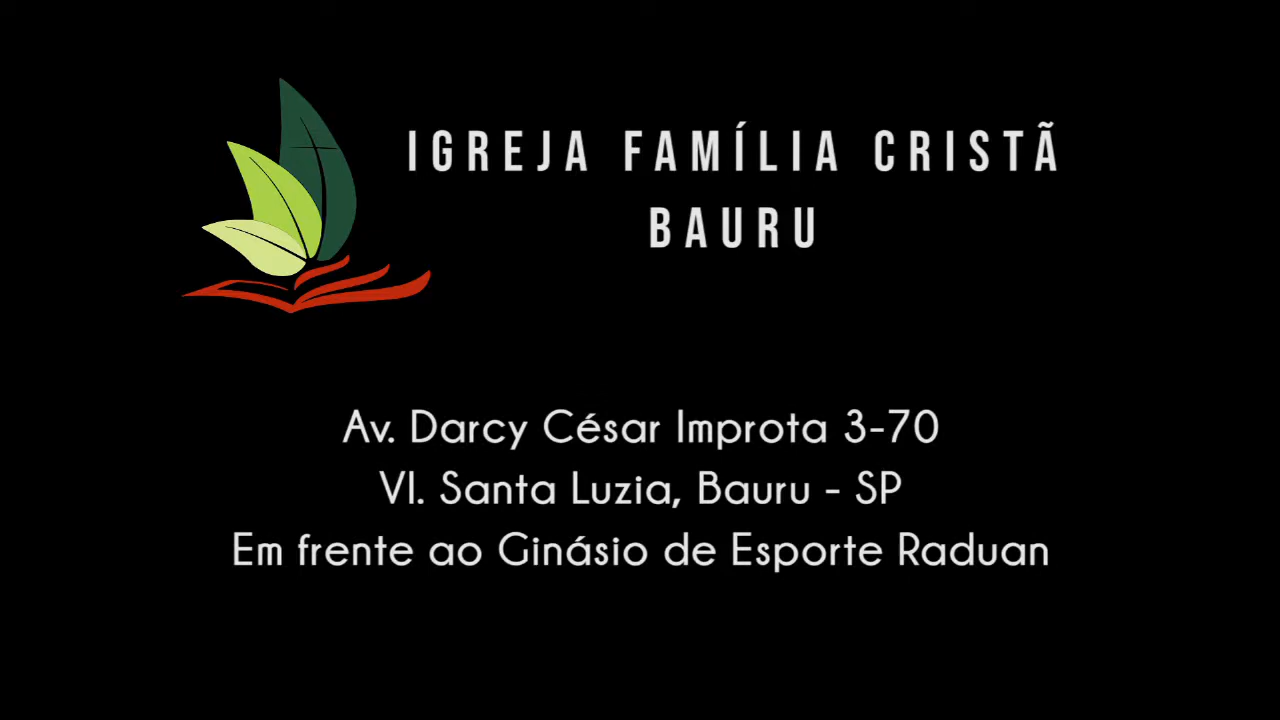 IGREJA FAMÍLIA CRISTÃ
BAURU
Av. Darcy César Improta 3-70
Vl. Santa Luzia, Bauru - SP
Em frente ao Ginásio de Esporte Raduan